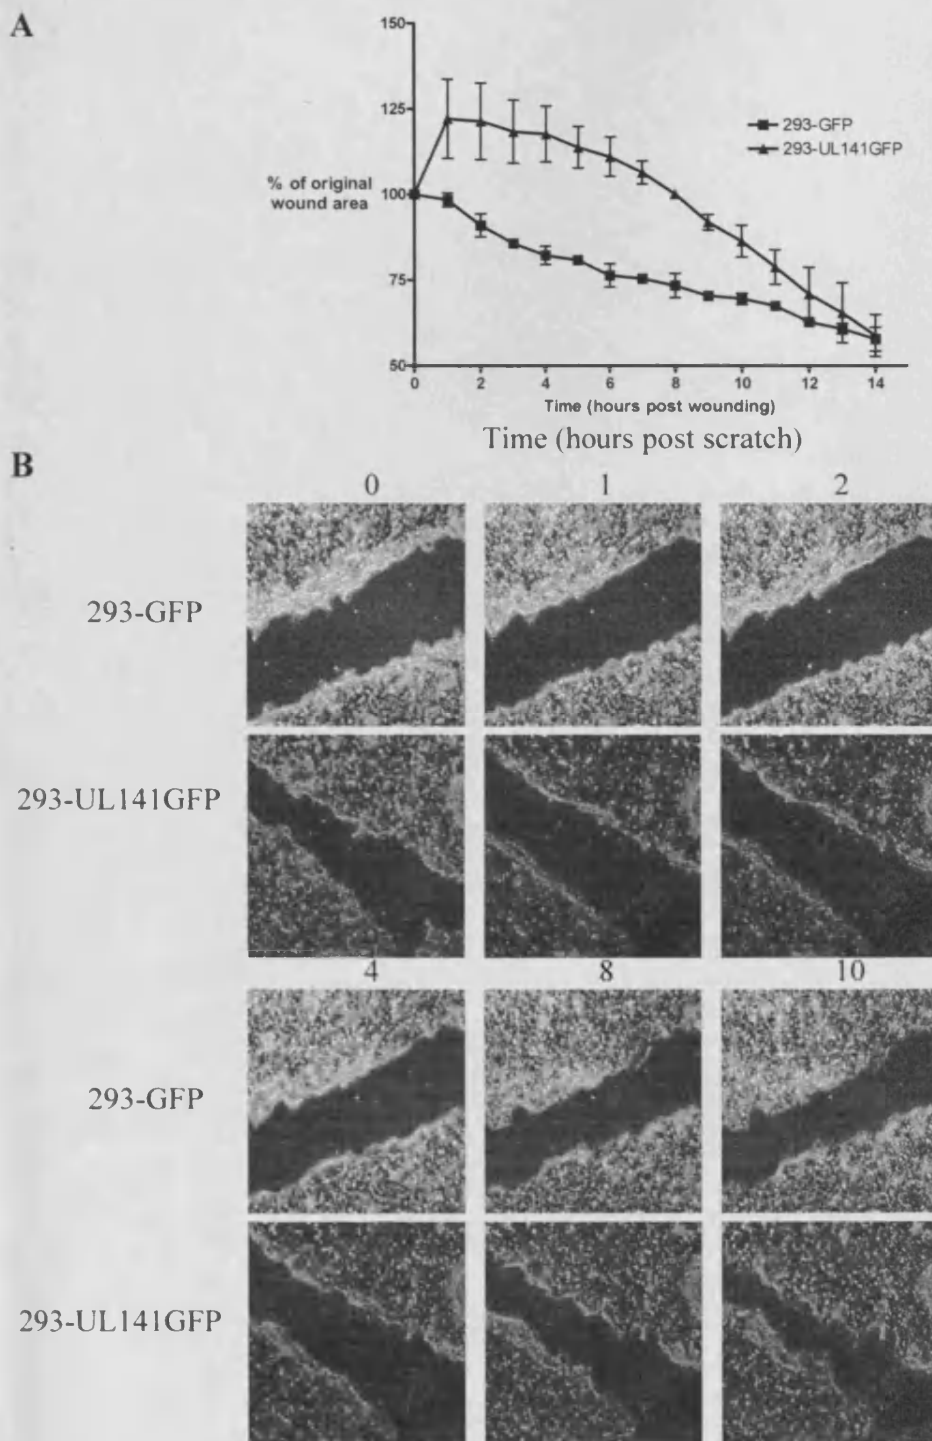 A
150
125
100
75
50
% of original
wound area
293-GFP
293-UL141GFP
0 2 4 6 8 10 12 14
Time (hours post wounding)
Time (hours post scratch)
B
0 1 2
293-GFP
293-UL141GFP
4 8 10
293-GFP
293-UL141GFP